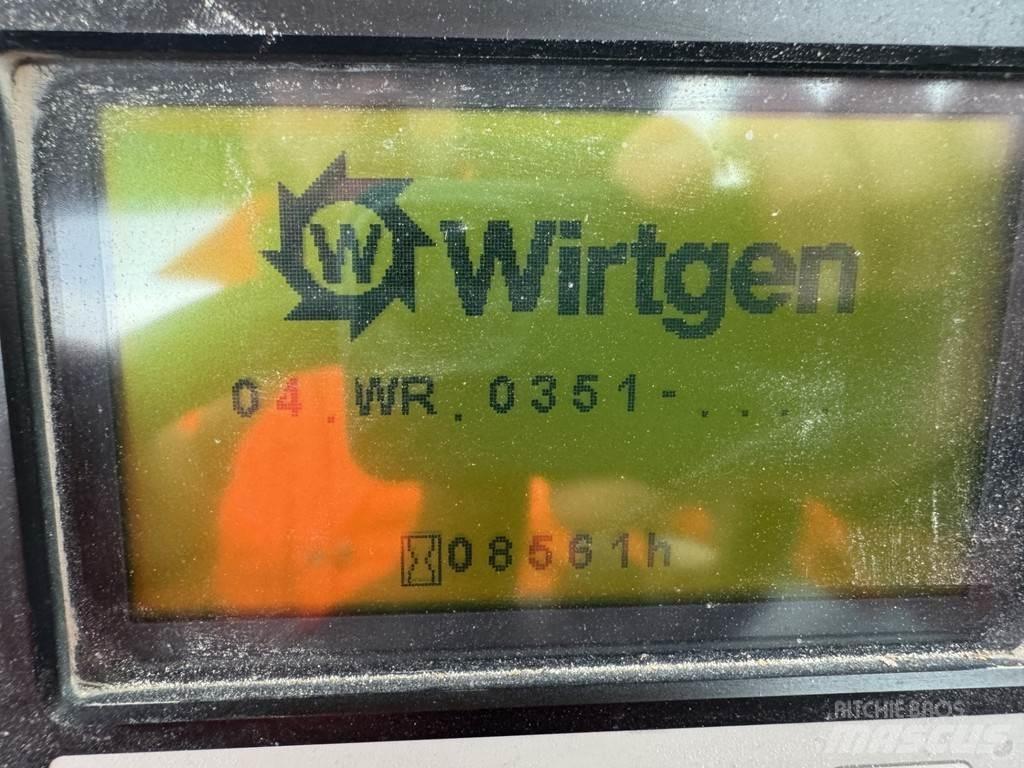 W Wirtgen
04.WR.0351-....
08561h
RITCHIE BROS
MASCUS